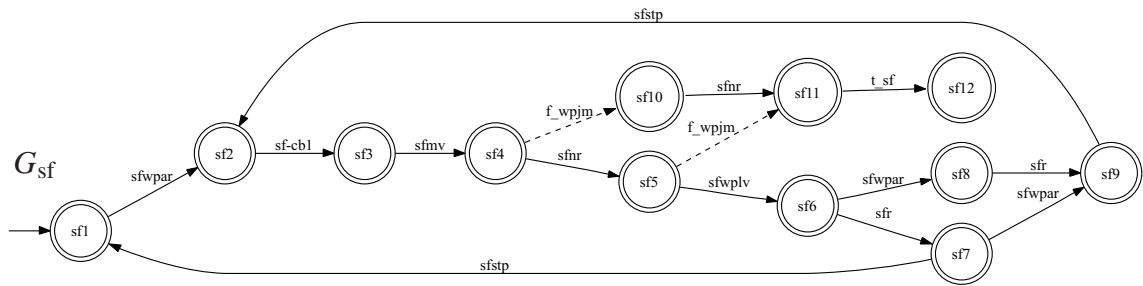 sfstp
sf10
sfnr
sf11
t_sf
sf12
f_wpjm
f_wpjm
sf2
sf-cb1
sf3
sfmv
sf4
sfnr
sf5
sfwplv
sf6
sfwpar
sf8
sfr
sf9
sfwpar
sfr
sf7
Gsf
sfwpar
sf1
sfstp